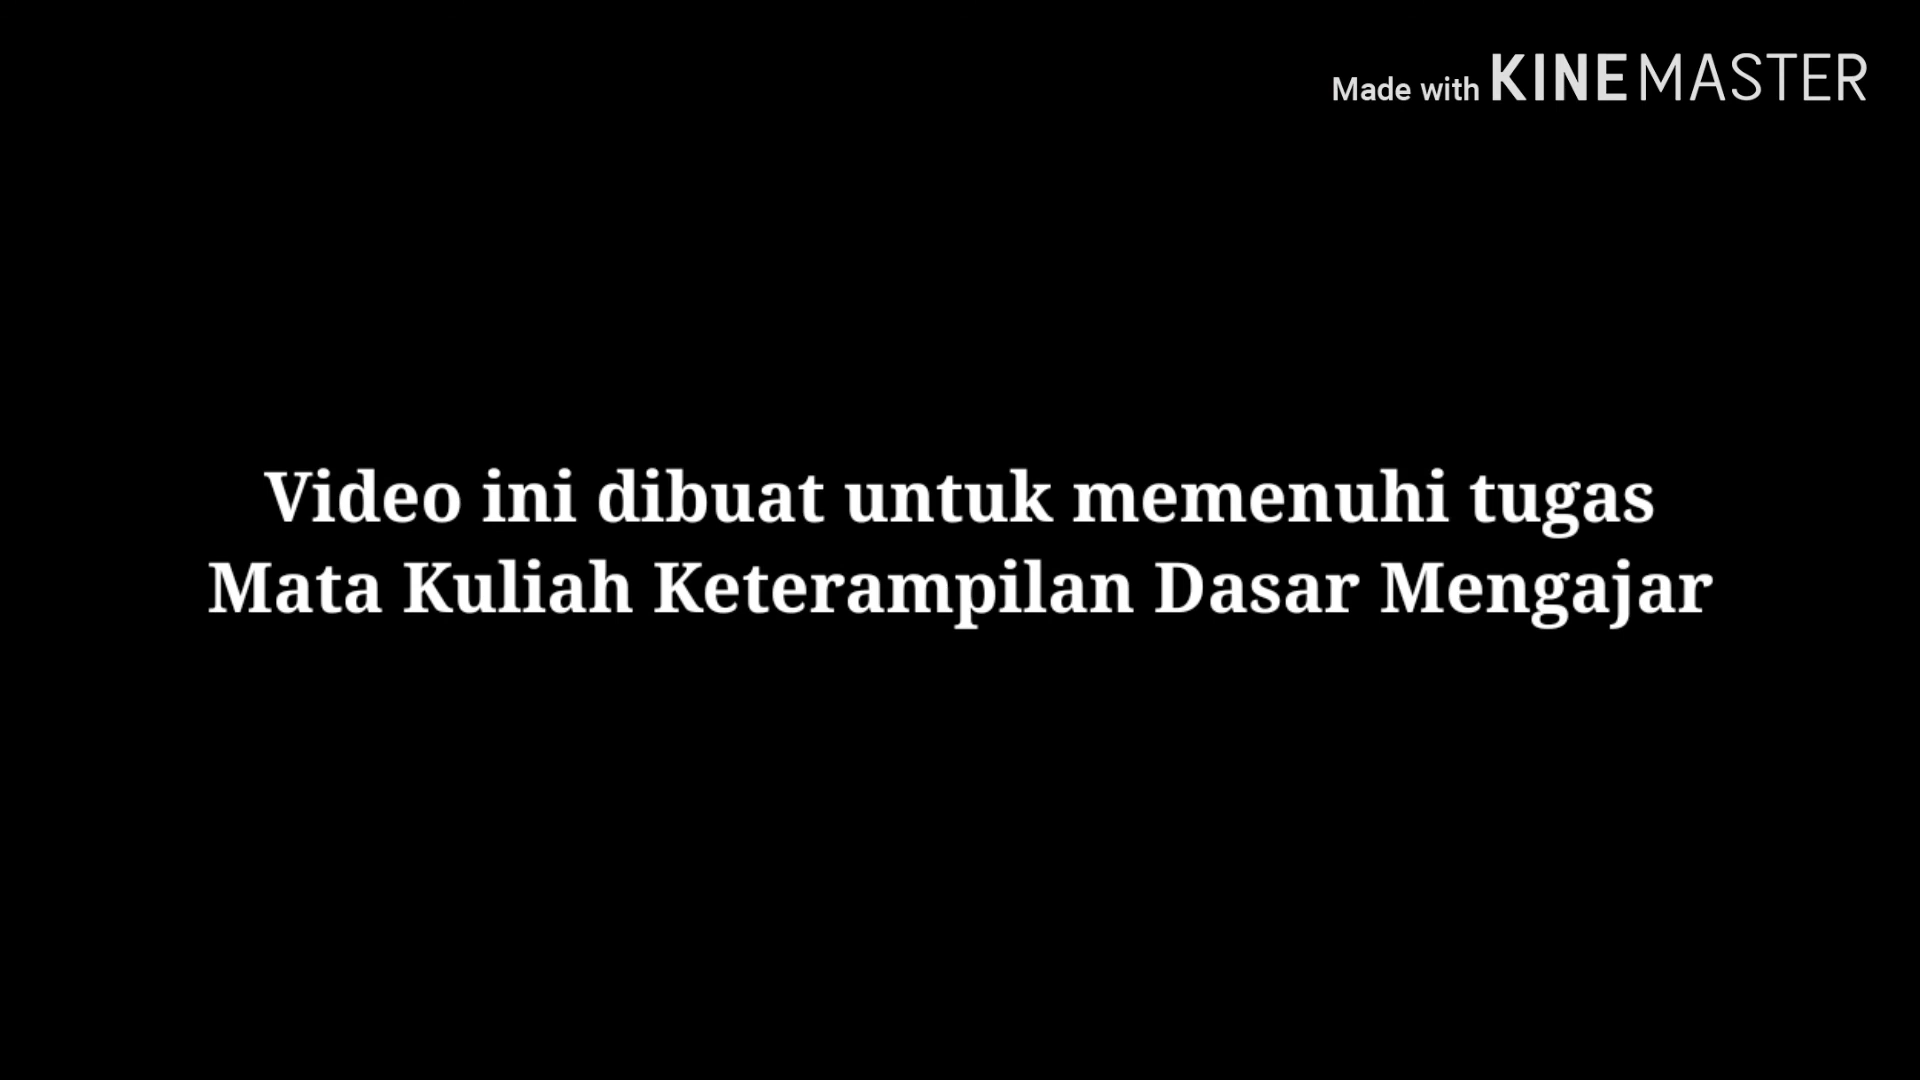 Made with KINEMASTER
Video ini dibuat untuk memenuhi tugas
Mata Kuliah Keterampilan Dasar Mengajar